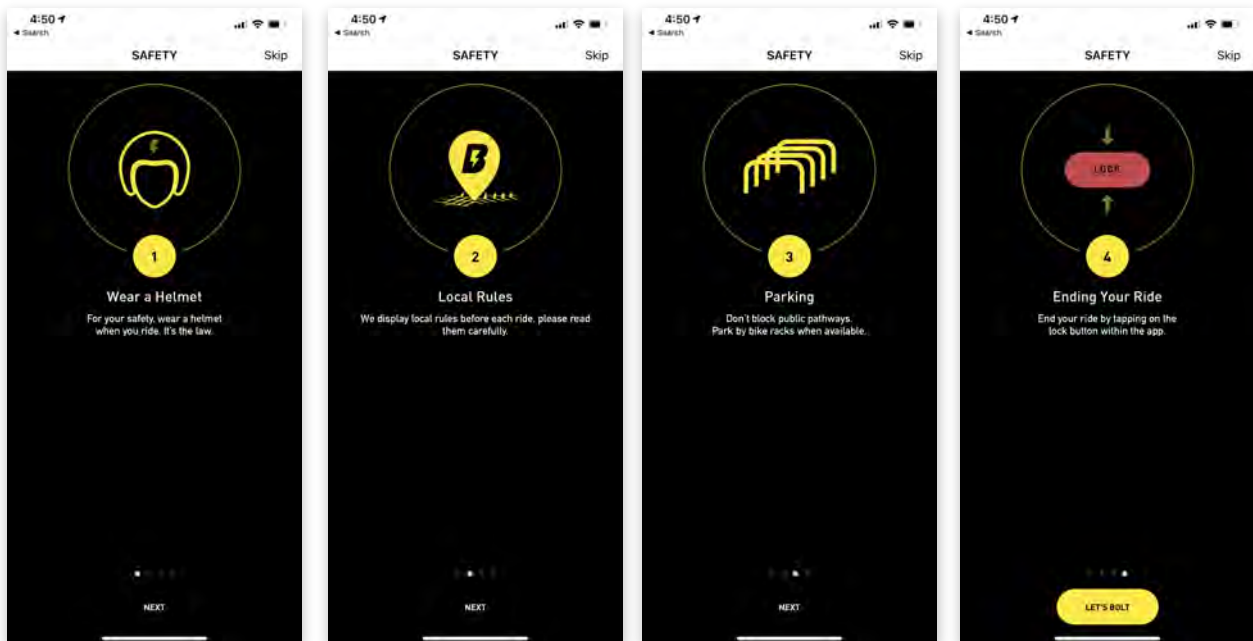 4:50
Search
SAFETY
Skip
1
Wear a Helmet
For your safety, wear a helmet
when you ride. It's the law.
NEXT
4:50
Search
SAFETY
Skip
B
2
Local Rules
We display local rules before each ride, please read
them carefully.
NEXT
4:50
Search
SAFETY
Skip
3
Parking
Don't block public pathways.
Park by bike racks when available.
NEXT
4:50
Search
SAFETY
Skip
LOCK
4
Ending Your Ride
End your ride by tapping on the
lock button within the app.
LET'S BOLT